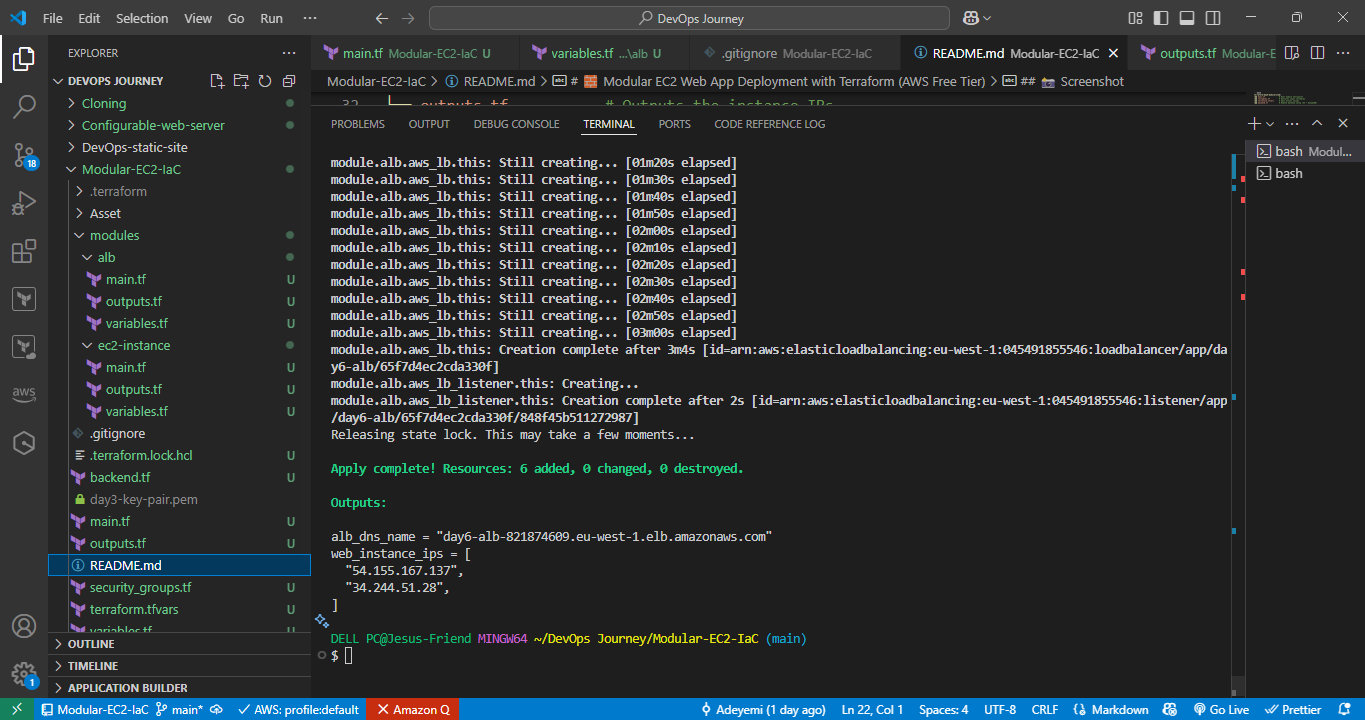 File Edit Selection View Go Run ··· DevOps Journey
EXPLORER ···
DEVOPS JOURNEY
Cloning
Configurable-web-server
DevOps-static-site
Modular-EC2-IaC
.terraform
Asset
modules
alb
main.tf U
outputs.tf U
variables.tf U
ec2-instance
main.tf U
outputs.tf U
variables.tf U
.gitignore
.terraform.lock.hcl U
backend.tf U
day3-key-pair.pem
main.tf U
outputs.tf U
README.md
security_groups.tf U
terraform.tfvars U
variables.tf U
OUTLINE
TIMELINE
APPLICATION BUILDER
18
aws
1
main.tf Modular-EC2-IaC U variables.tf ...\alb U .gitignore Modular-EC2-IaC README.md Modular-EC2-IaC outputs.tf Modular-E
Modular-EC2-IaC > README.md > # Modular EC2 Web App Deployment with Terraform (AWS Free Tier) > ## Screenshot
32 outputs.tf # Outputs the instance IPs
PROBLEMS OUTPUT DEBUG CONSOLE TERMINAL PORTS CODE REFERENCE LOG
bash Modul...
bash
module.alb.aws_lb.this: Still creating... [01m20s elapsed]
module.alb.aws_lb.this: Still creating... [01m30s elapsed]
module.alb.aws_lb.this: Still creating... [01m40s elapsed]
module.alb.aws_lb.this: Still creating... [01m50s elapsed]
module.alb.aws_lb.this: Still creating... [02m00s elapsed]
module.alb.aws_lb.this: Still creating... [02m10s elapsed]
module.alb.aws_lb.this: Still creating... [02m20s elapsed]
module.alb.aws_lb.this: Still creating... [02m30s elapsed]
module.alb.aws_lb.this: Still creating... [02m40s elapsed]
module.alb.aws_lb.this: Still creating... [02m50s elapsed]
module.alb.aws_lb.this: Still creating... [03m00s elapsed]
module.alb.aws_lb.this: Creation complete after 3m4s [id=arn:aws:elasticloadbalancing:eu-west-1:045491855546:loadbalancer/app/da
y6-alb/65f7d4ec2cda330f]
module.alb.aws_lb_listener.this: Creating...
module.alb.aws_lb_listener.this: Creation complete after 2s [id=arn:aws:elasticloadbalancing:eu-west-1:045491855546:listener/app
/day6-alb/65f7d4ec2cda330f/848f45b511272987]
Releasing state lock. This may take a few moments...
Apply complete! Resources: 6 added, 0 changed, 0 destroyed.
Outputs:
alb_dns_name = "day6-alb-821874609.eu-west-1.elb.amazonaws.com"
web_instance_ips = [
"54.155.167.137",
"34.244.51.28",
]
DELL PC@Jesus-Friend MINGW64 ~/DevOps Journey/Modular-EC2-IaC (main)
$
Modular-EC2-IaC main* AWS: profile:default Amazon Q Adeyemi (1 day ago) Ln 22, Col 1 Spaces: 4 UTF-8 CRLF Markdown Go Live Prettier